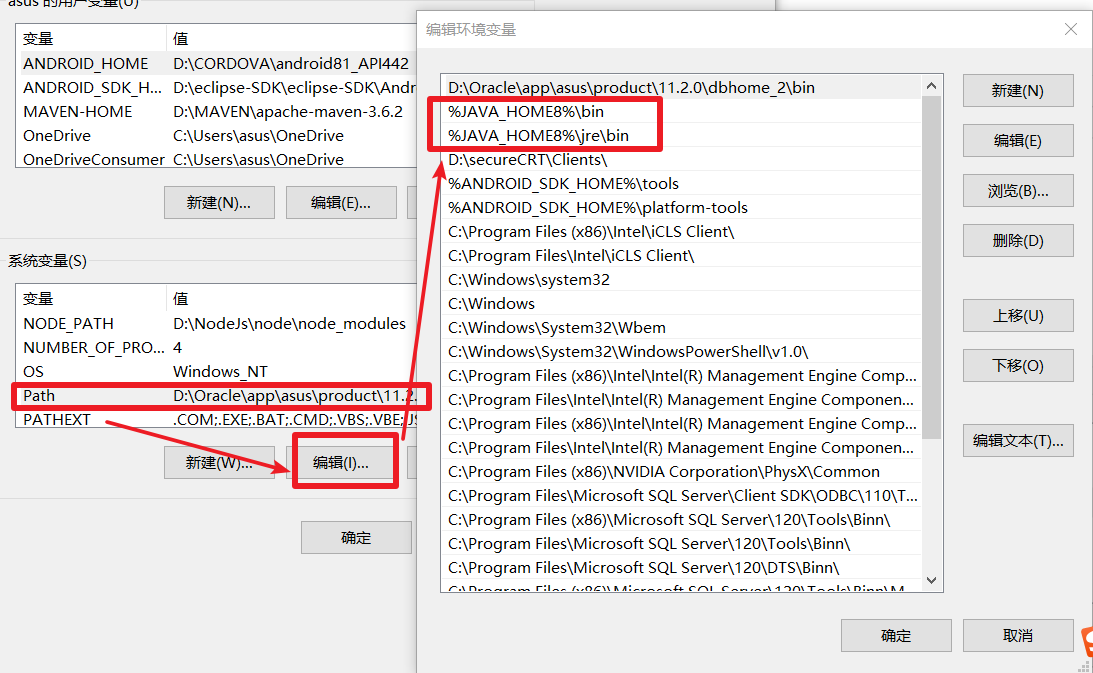 asus 的用户变量(U)
变量 值
ANDROID_HOME D:\CORDOVA\android81_API442
ANDROID_SDK_H... D:\eclipse-SDK\eclipse-SDK\Andr
MAVEN-HOME D:\MAVEN\apache-maven-3.6.2
OneDrive C:\Users\asus\OneDrive
OneDriveConsumer C:\Users\asus\OneDrive
新建(N)... 编辑(E)...
系统变量(S)
变量 值
NODE_PATH D:\NodeJs\node\node_modules
NUMBER_OF_PRO... 4
OS Windows_NT
Path D:\Oracle\app\asus\product\11.2.
PATHEXT .COM;.EXE;.BAT;.CMD;.VBS;.VBE;JS
新建(W)... 编辑(I)...
确定
编辑环境变量
D:\Oracle\app\asus\product\11.2.0\dbhome_2\bin
%JAVA_HOME8%\bin
%JAVA_HOME8%\jre\bin
D:\secureCRT\Clients\
%ANDROID_SDK_HOME%\tools
%ANDROID_SDK_HOME%\platform-tools
C:\Program Files (x86)\Intel\iCLS Client\
C:\Program Files\Intel\iCLS Client\
C:\Windows\system32
C:\Windows
C:\Windows\System32\Wbem
C:\Windows\System32\WindowsPowerShell\v1.0\
C:\Program Files (x86)\Intel\Intel(R) Management Engine Comp...
C:\Program Files\Intel\Intel(R) Management Engine Componen...
C:\Program Files (x86)\Intel\Intel(R) Management Engine Comp...
C:\Program Files\Intel\Intel(R) Management Engine Componen...
C:\Program Files (x86)\NVIDIA Corporation\PhysX\Common
C:\Program Files\Microsoft SQL Server\Client SDK\ODBC\110\T...
C:\Program Files (x86)\Microsoft SQL Server\120\Tools\Binn\
C:\Program Files\Microsoft SQL Server\120\Tools\Binn\
C:\Program Files\Microsoft SQL Server\120\DTS\Binn\
C:\Program Files (x86)\Microsoft SQL Server\120\Tools\Binn\M...
新建(N)
编辑(E)
浏览(B)...
删除(D)
上移(U)
下移(O)
编辑文本(T)...
确定 取消